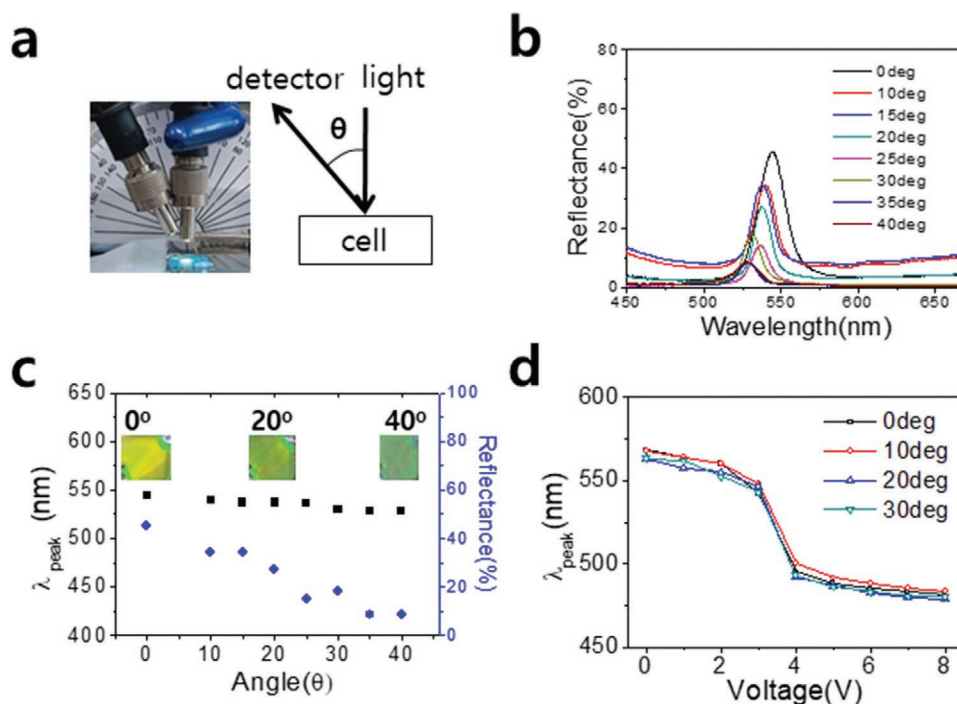 a
detector light
θ
cell
b
80
60
40
20
0
Reflectance(%)
0deg
10deg
15deg
20deg
25deg
30deg
35deg
40deg
450 500 550 600 650
Wavelength(nm)
c
650
600
550
500
450
400
λ peak (nm)
0° 20° 40°
100
80
60
40
20
0
Reflectance(%)
0 10 20 30 40
Angle(θ)
d
600
550
500
450
λpeak(nm)
0deg
10deg
20deg
30deg
0 2 4 6 8
Voltage(V)